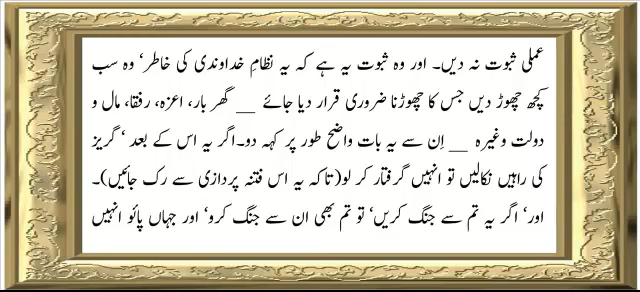 عملی ثبوت نہ دیں۔ اور وہ ثبوت یہ ہے کہ یہ نظامِ خداوندی کی خاطر‘ وہ سب
کچھ چھوڑ دیں جس کا چھوڑنا ضروری قرار دیا جائے __ گھر بار، اعزہ، رفقا، مال و
دولت وغیرہ __ اِن سے یہ بات واضح طور پر کہہ دو۔اگر یہ اس کے بعد ‘ گریز
کی راہیں نکالیں تو انہیں گرفتار کر لو(تاکہ یہ اس فتنہ پردازی سے رک جائیں)۔
اور‘ اگر یہ تم سے جنگ کریں‘ تو تم بھی ان سے جنگ کرو‘ اور جہاں پائو انہیں